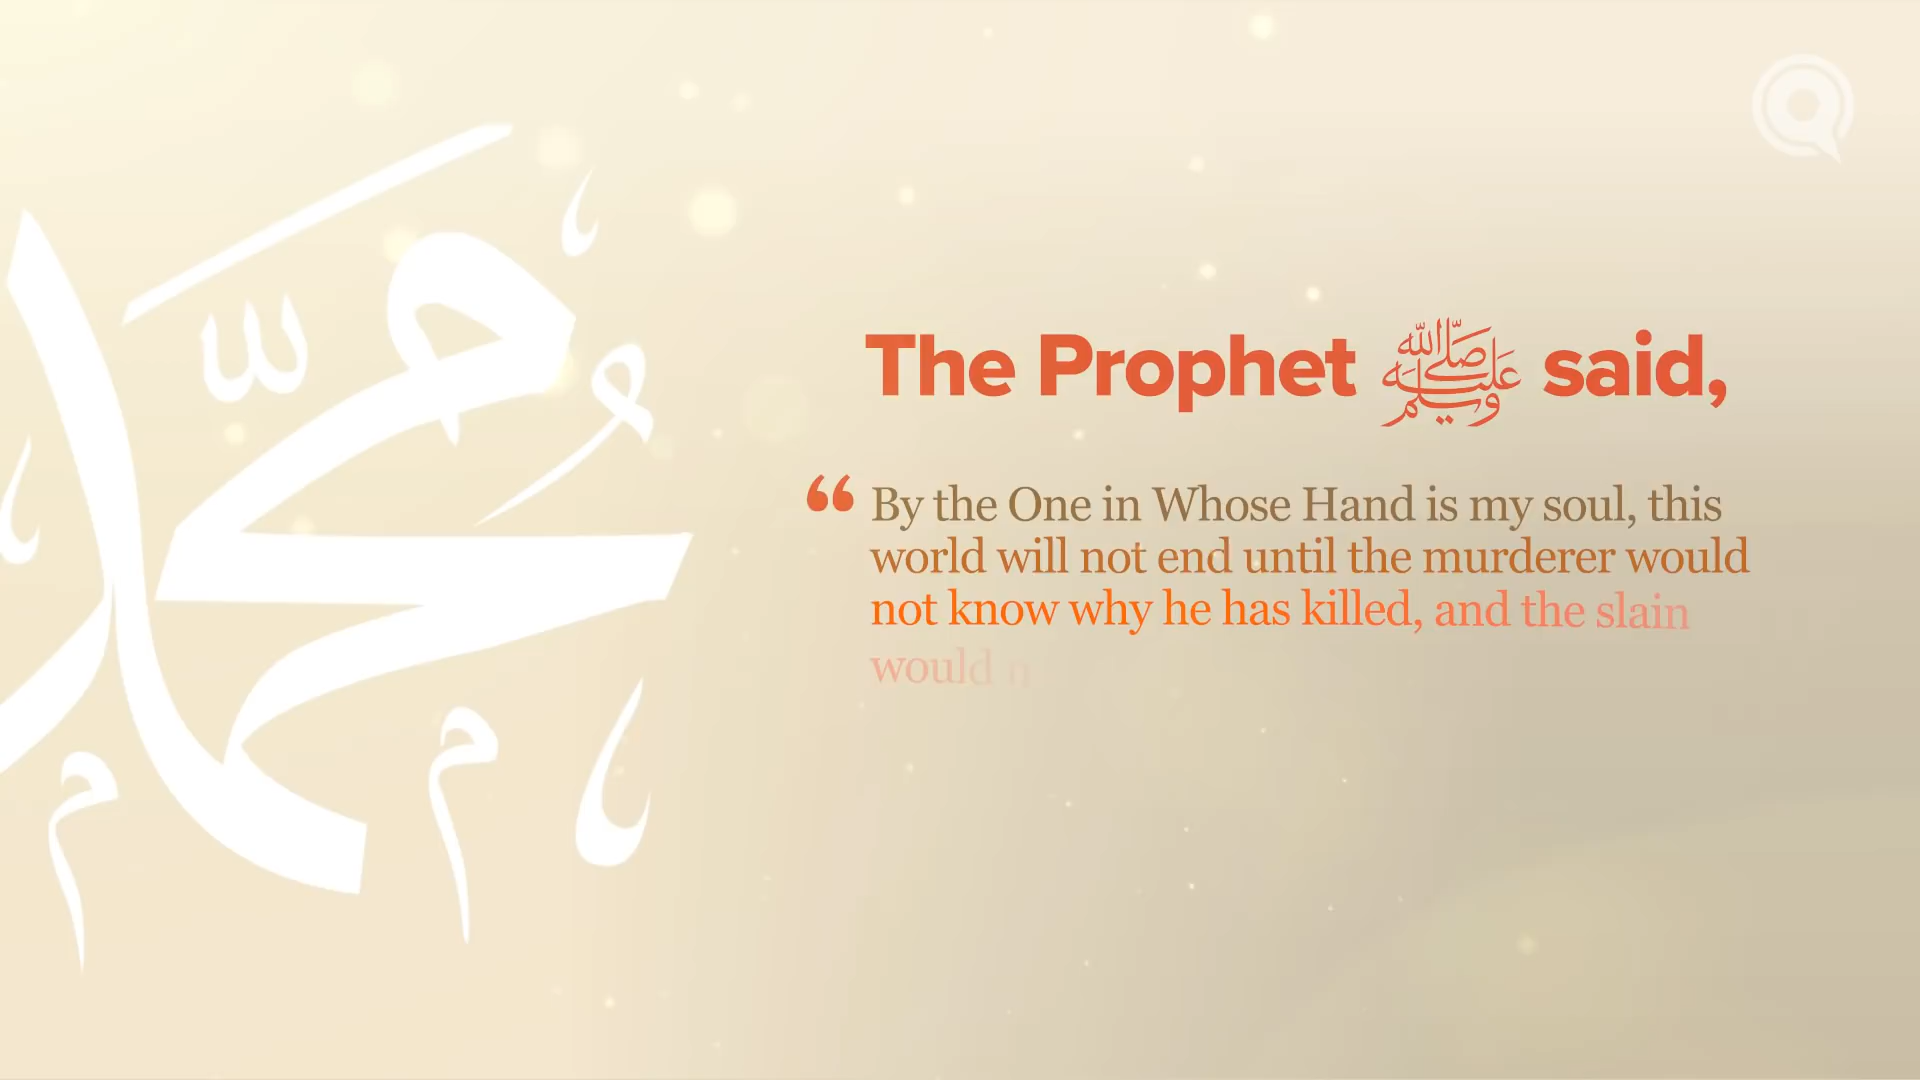 محمد
The Prophet ﷺ said,
“ By the One in Whose Hand is my soul, this
world will not end until the murderer would
not know why he has killed, and the slain
would n